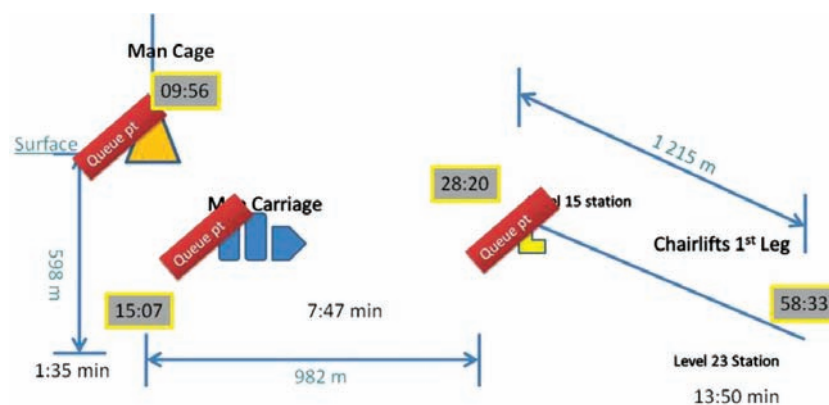 Man Cage
09:56
Queue pt
Surface
1 215 m
28:20
Man Carriage
Queue pt
Level 15 station
Queue pt
Chairlifts 1st Leg
598 m
15:07
7:47 min
58:33
1:35 min
982 m
Level 23 Station
13:50 min